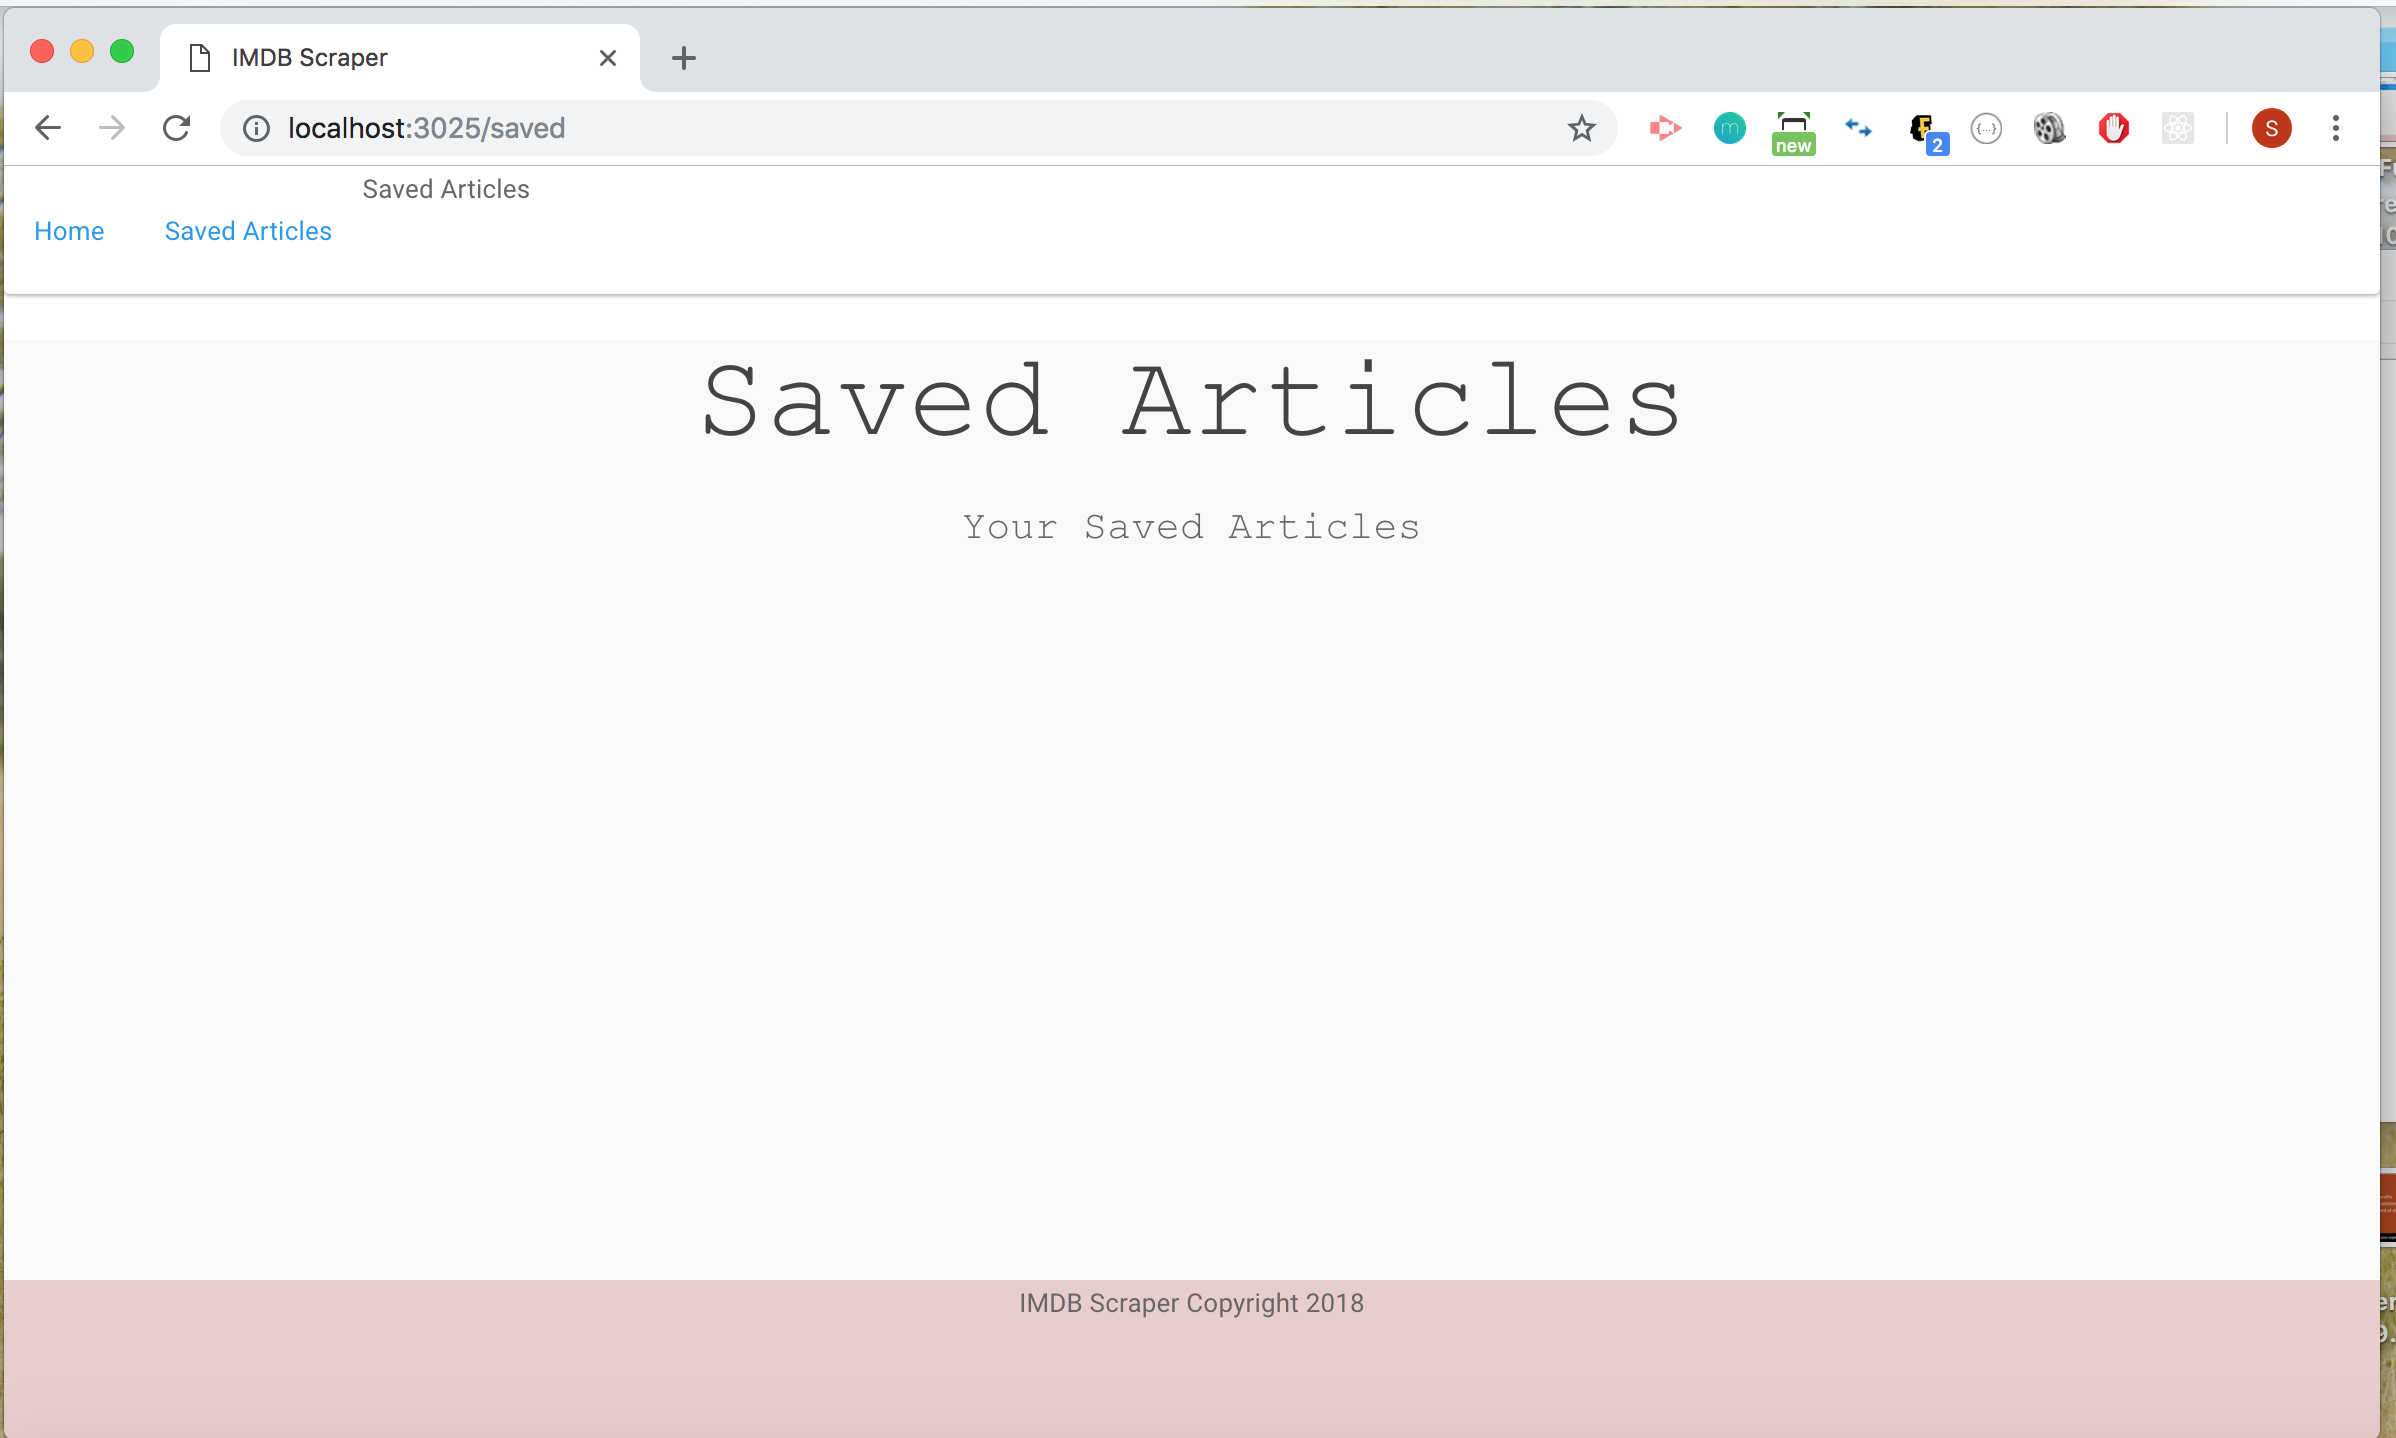 IMDB Scraper
localhost:3025/saved
m
new
2
{...}
S
Saved Articles
Home Saved Articles
Saved Articles
Your Saved Articles
IMDB Scraper Copyright 2018